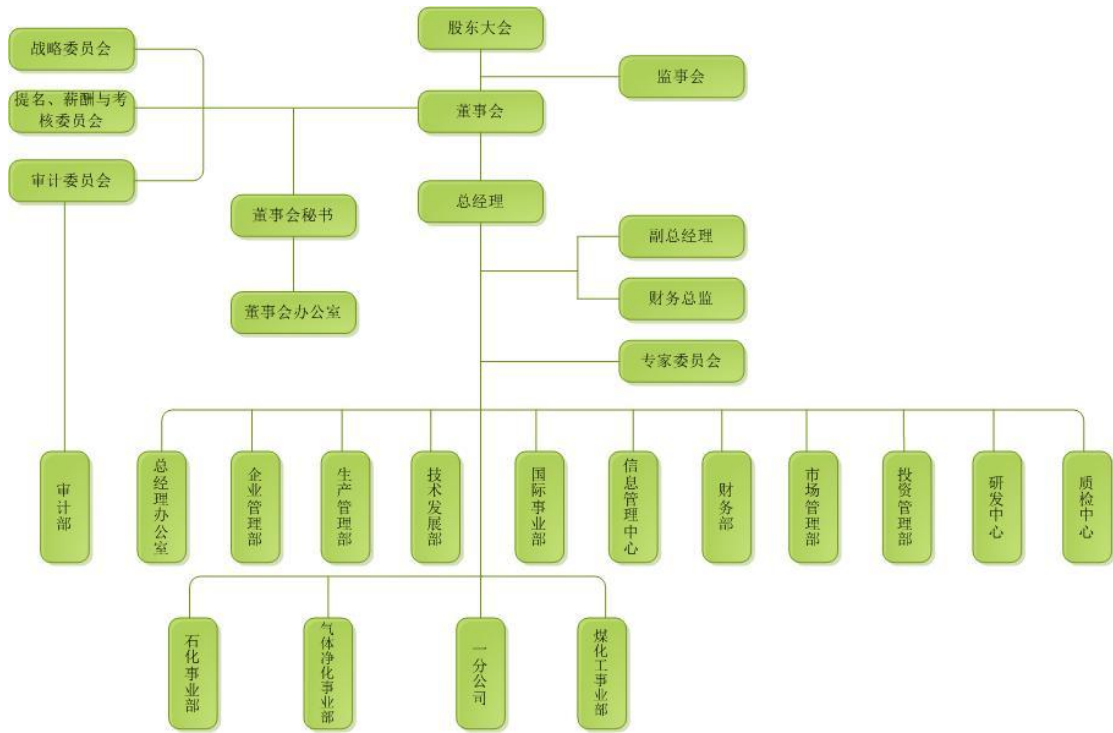 股东大会
战略委员会
监事会
提名、薪酬与考
核委员会
董事会
审计委员会
总经理
董事会秘书
副总经理
董事会办公室
财务总监
专家委员会
审计部
总经理办公室
企业管理部
生产管理部
技术发展部
国际事业部
信息管理中心
财务部
市场管理部
投资管理部
研发中心
质检中心
石化事业部
气体净化事业部
一分公司
煤化工事业部